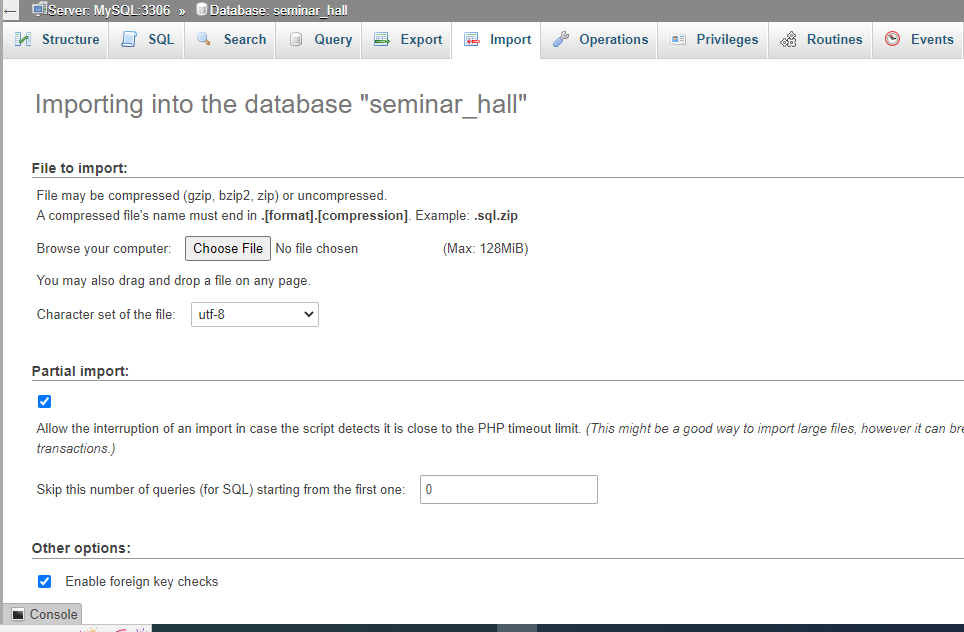 Server: MySQL:3306 » Database: seminar_hall
Structure SQL Search Query Export Import Operations Privileges Routines Events
Importing into the database "seminar_hall"
File to import:
File may be compressed (gzip, bzip2, zip) or uncompressed.
A compressed file's name must end in .[format].[compression]. Example: .sql.zip
Browse your computer: Choose File No file chosen (Max: 128MiB)
You may also drag and drop a file on any page.
Character set of the file: utf-8
Partial import:
Allow the interruption of an import in case the script detects it is close to the PHP timeout limit. (This might be a good way to import large files, however it can bre
transactions.)
Skip this number of queries (for SQL) starting from the first one: 0
Other options:
Enable foreign key checks
Console